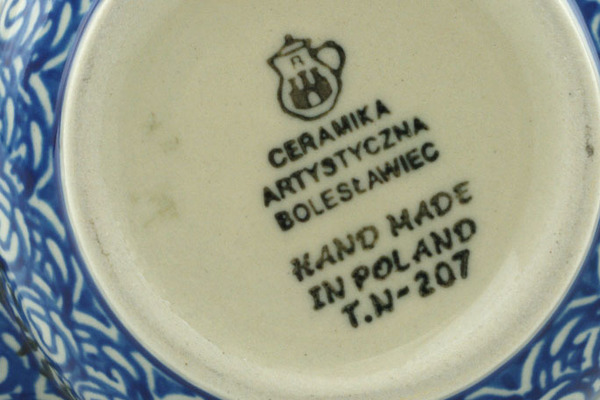 CERAMIKA
ARTYSTYCZNA
BOLESŁAWIEC
HAND MADE
IN POLAND
T.N-207